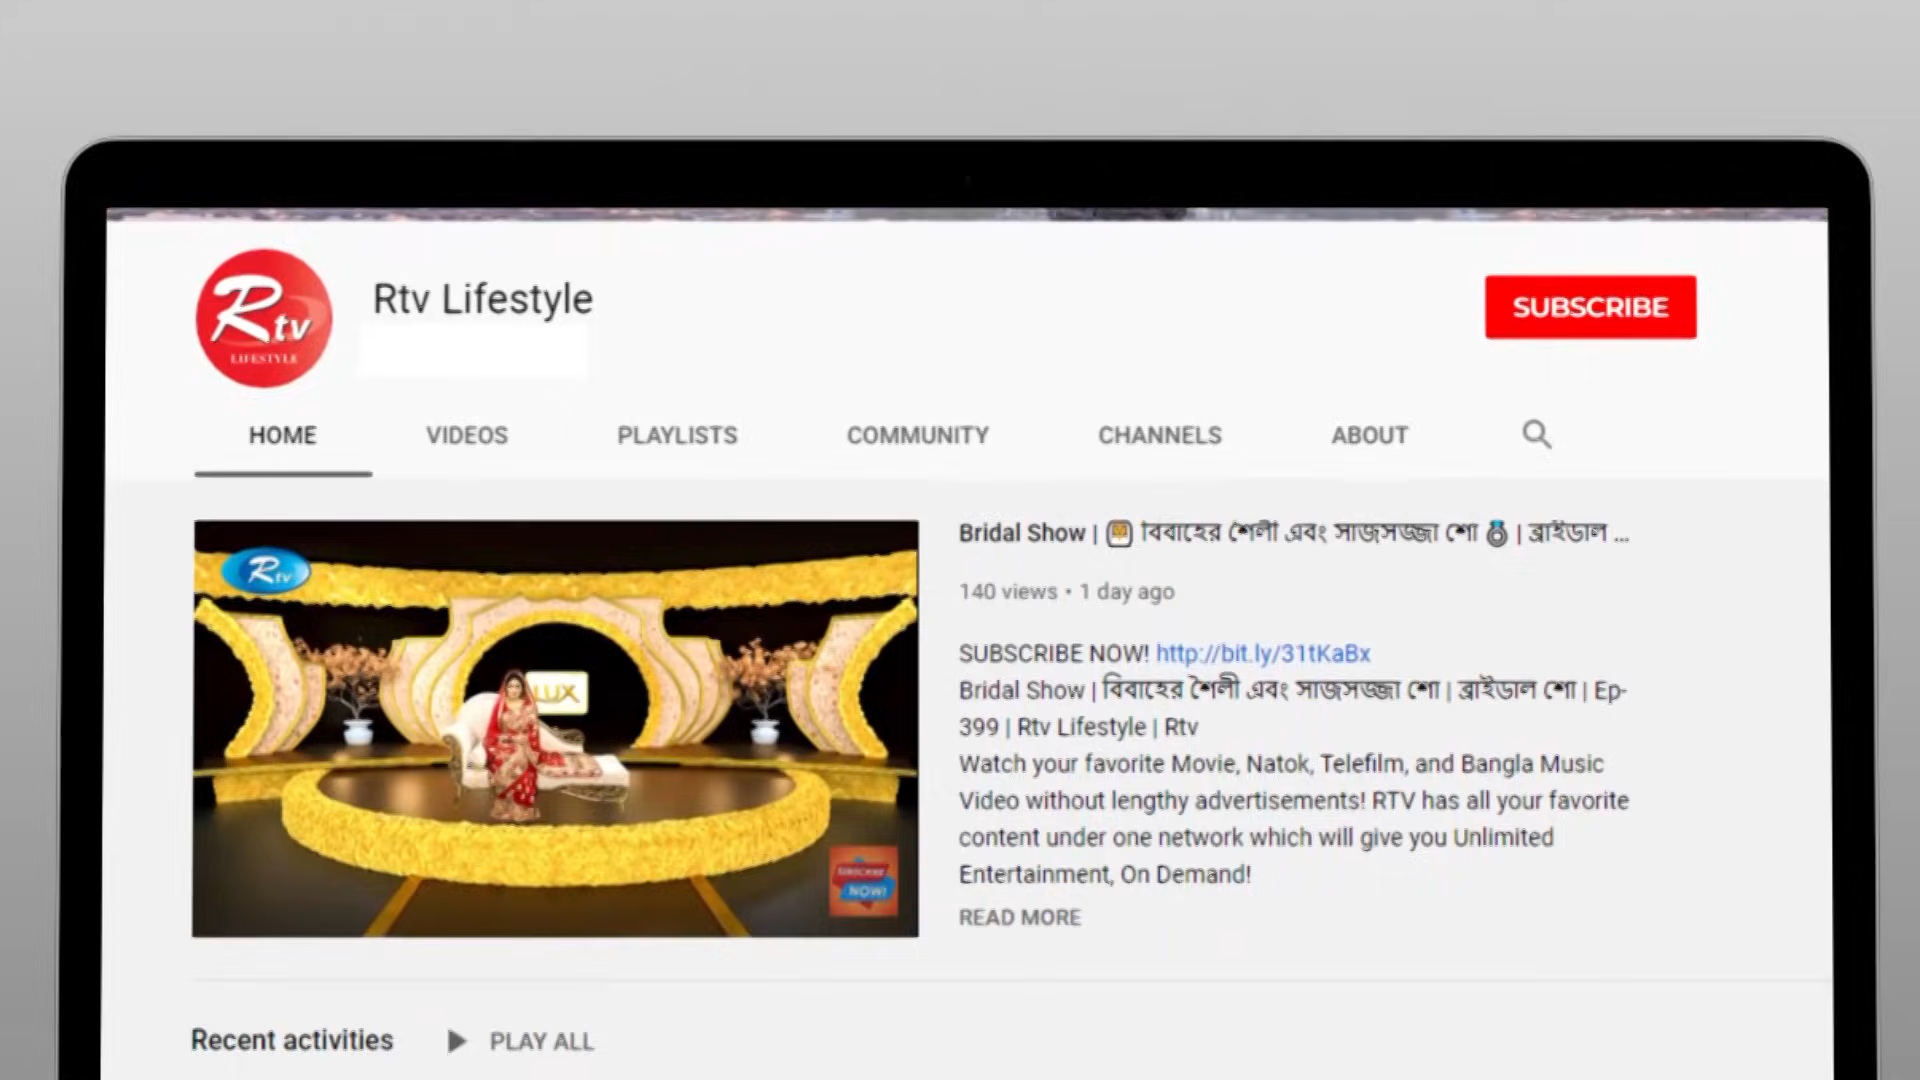 Rtv
LIFESTYLE
Rtv Lifestyle
SUBSCRIBE
HOME
VIDEOS
PLAYLISTS
COMMUNITY
CHANNELS
ABOUT
Rtv
LUX
SUBSCRIBE
NOW!
Bridal Show | 👰 বিবাহের শৈলী এবং সাজসজ্জা শো 💍 | ব্রাইডাল ...
140 views • 1 day ago
SUBSCRIBE NOW! http://bit.ly/31tKaBx
Bridal Show | বিবাহের শৈলী এবং সাজসজ্জা শো | ব্রাইডাল শো | Ep-
399 | Rtv Lifestyle | Rtv
Watch your favorite Movie, Natok, Telefilm, and Bangla Music
Video without lengthy advertisements! RTV has all your favorite
content under one network which will give you Unlimited
Entertainment, On Demand!
READ MORE
Recent activities
PLAY ALL